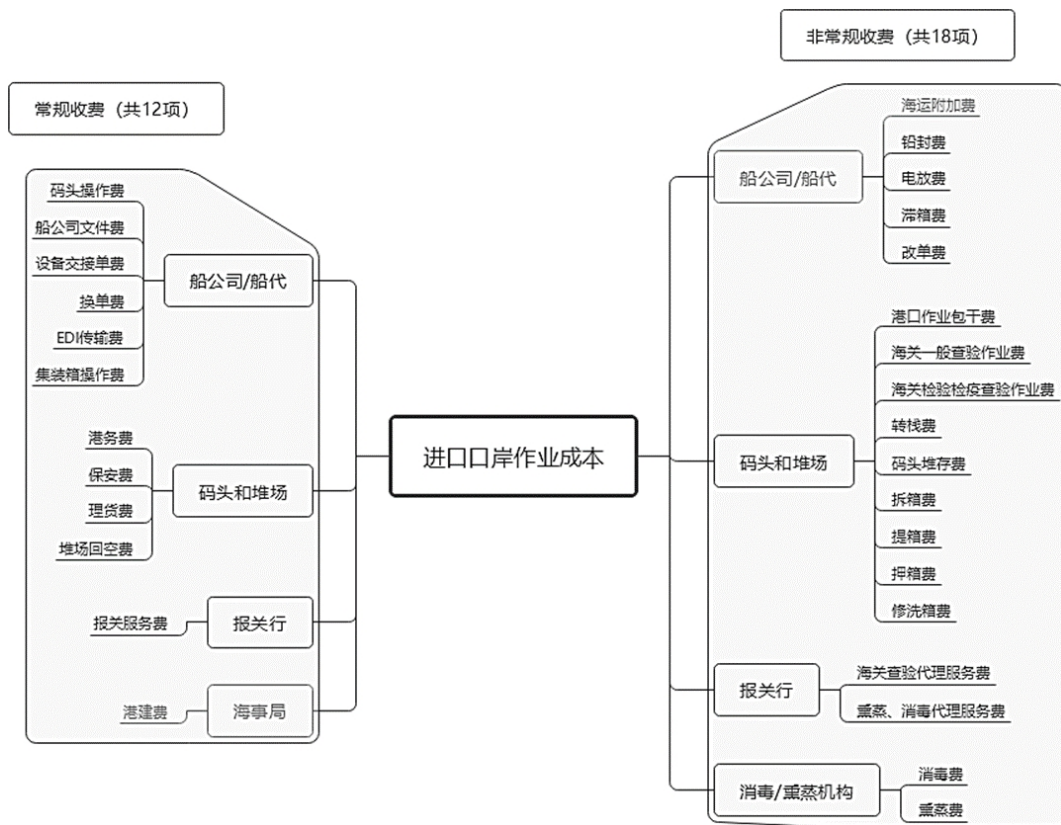 非常规收费（共18项）
常规收费（共12项）
码头操作费
船公司文件费
设备交接单费
换单费
EDI传输费
集装箱操作费
船公司/船代
港务费
保安费
理货费
堆场回空费
码头和堆场
报关服务费
报关行
港建费
海事局
进口口岸作业成本
船公司/船代
海运附加费
铅封费
电放费
滞箱费
改单费
码头和堆场
港口作业包干费
海关一般查验作业费
海关检验检疫查验作业费
转栈费
码头堆存费
拆箱费
提箱费
押箱费
修洗箱费
报关行
海关查验代理服务费
熏蒸、消毒代理服务费
消毒/熏蒸机构
消毒费
熏蒸费